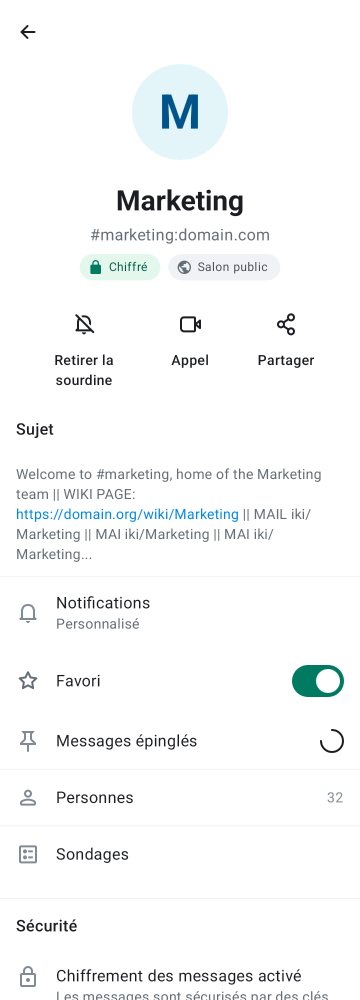 M
Marketing
#marketing:domain.com
Chiffré
Salon public
Retirer la
sourdine
Appel
Partager
Sujet
Welcome to #marketing, home of the Marketing
team || WIKI PAGE:
https://domain.org/wiki/Marketing || MAIL iki/
Marketing || MAI iki/Marketing || MAI iki/
Marketing...
Notifications
Personnalisé
Favori
Messages épinglés
Personnes
32
Sondages
Sécurité
Chiffrement des messages activé
Les messages sont sécurisés par des clés